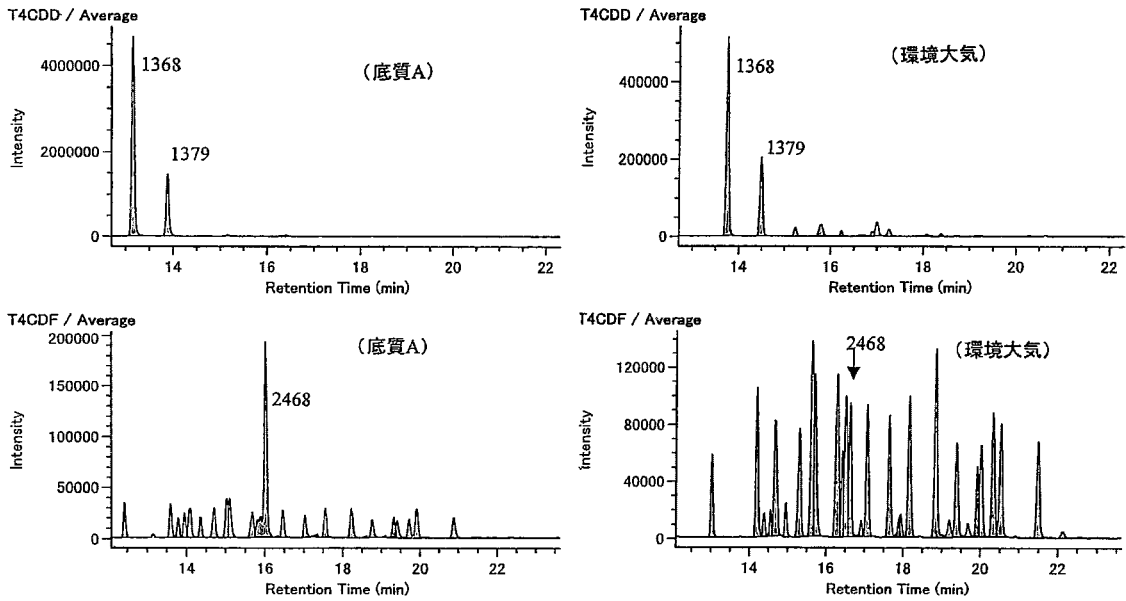 T4CDD / Average
(底質A)
4000000
1368
1379
2000000
0
Intensity
14 16 18 20 22
Retention Time (min)
T4CDD / Average
(環境大気)
400000
1368
200000
1379
0
Intensity
14 16 18 20 22
Retention Time (min)
T4CDF / Average
(底質A)
200000
150000
2468
100000
50000
0
Intensity
14 16 18 20 22
Retention Time (min)
T4CDF / Average
(環境大気)
2468
120000
80000
40000
0
Intensity
14 16 18 20 22
Retention Time (min)